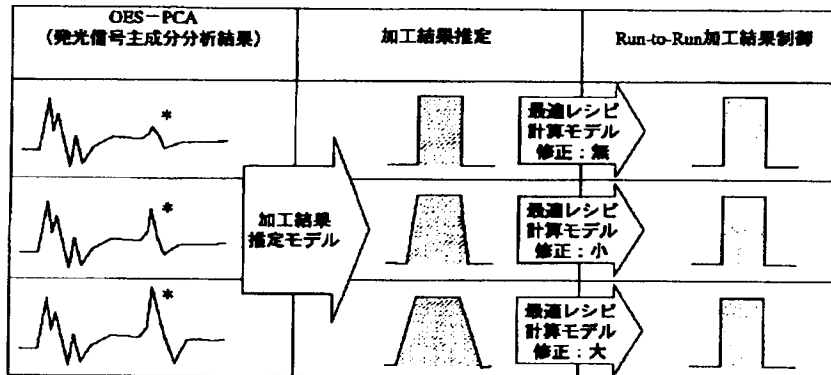 OES－PCA
（発光信号主成分分析結果）
加工結果推定
Run-to-Run加工結果制御
*
最適レシピ
計算モデル
修正：無
加工結果
推定モデル
*
最適レシピ
計算モデル
修正：小
*
最適レシピ
計算モデル
修正：大